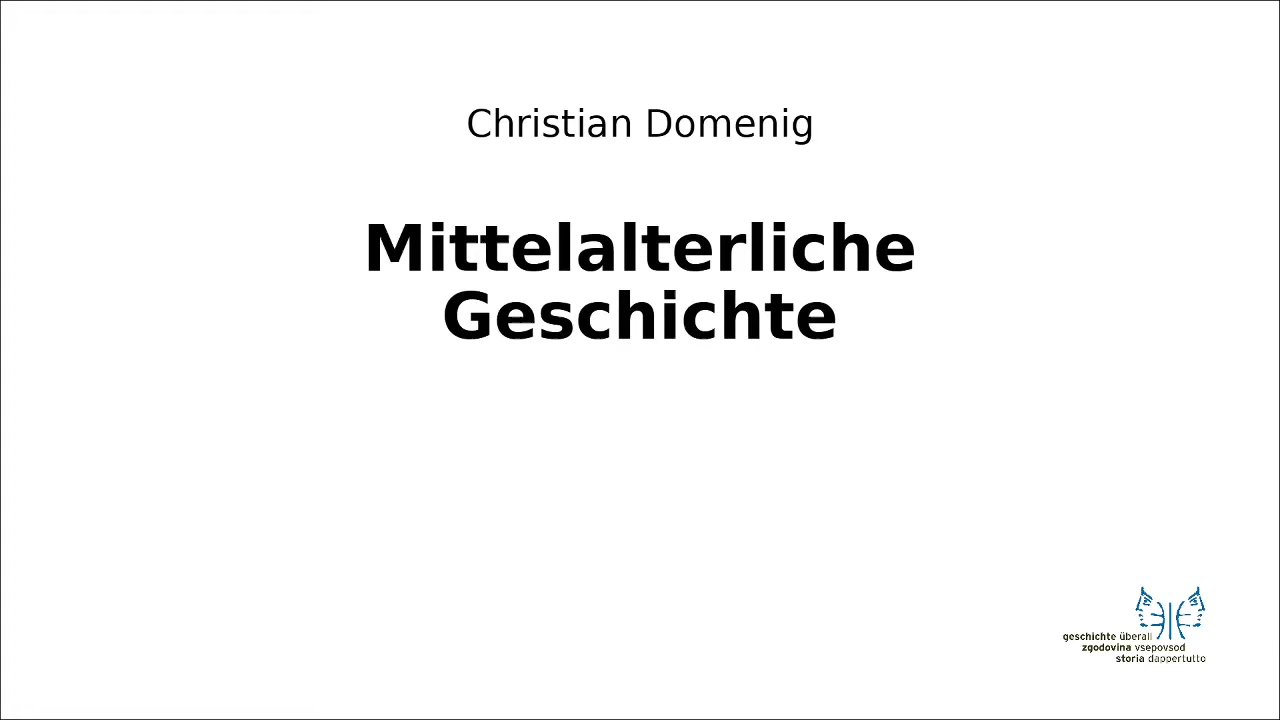 Christian Domenig
Mittelalterliche
Geschichte
geschichte überall
zgodovina vsepovsod
storia dappertutto